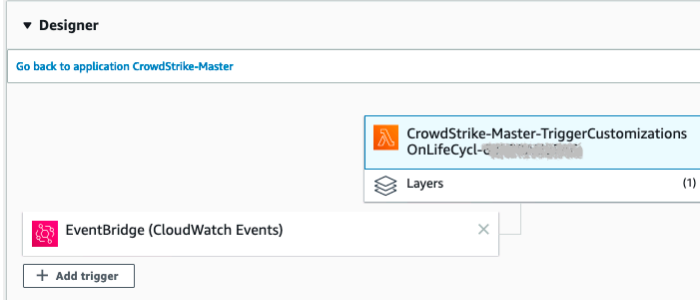 Designer
Go back to application CrowdStrike-Master
CrowdStrike-Master-TriggerCustomizations
OnLifeCycl-
Layers
(1)
EventBridge (CloudWatch Events)
Add trigger